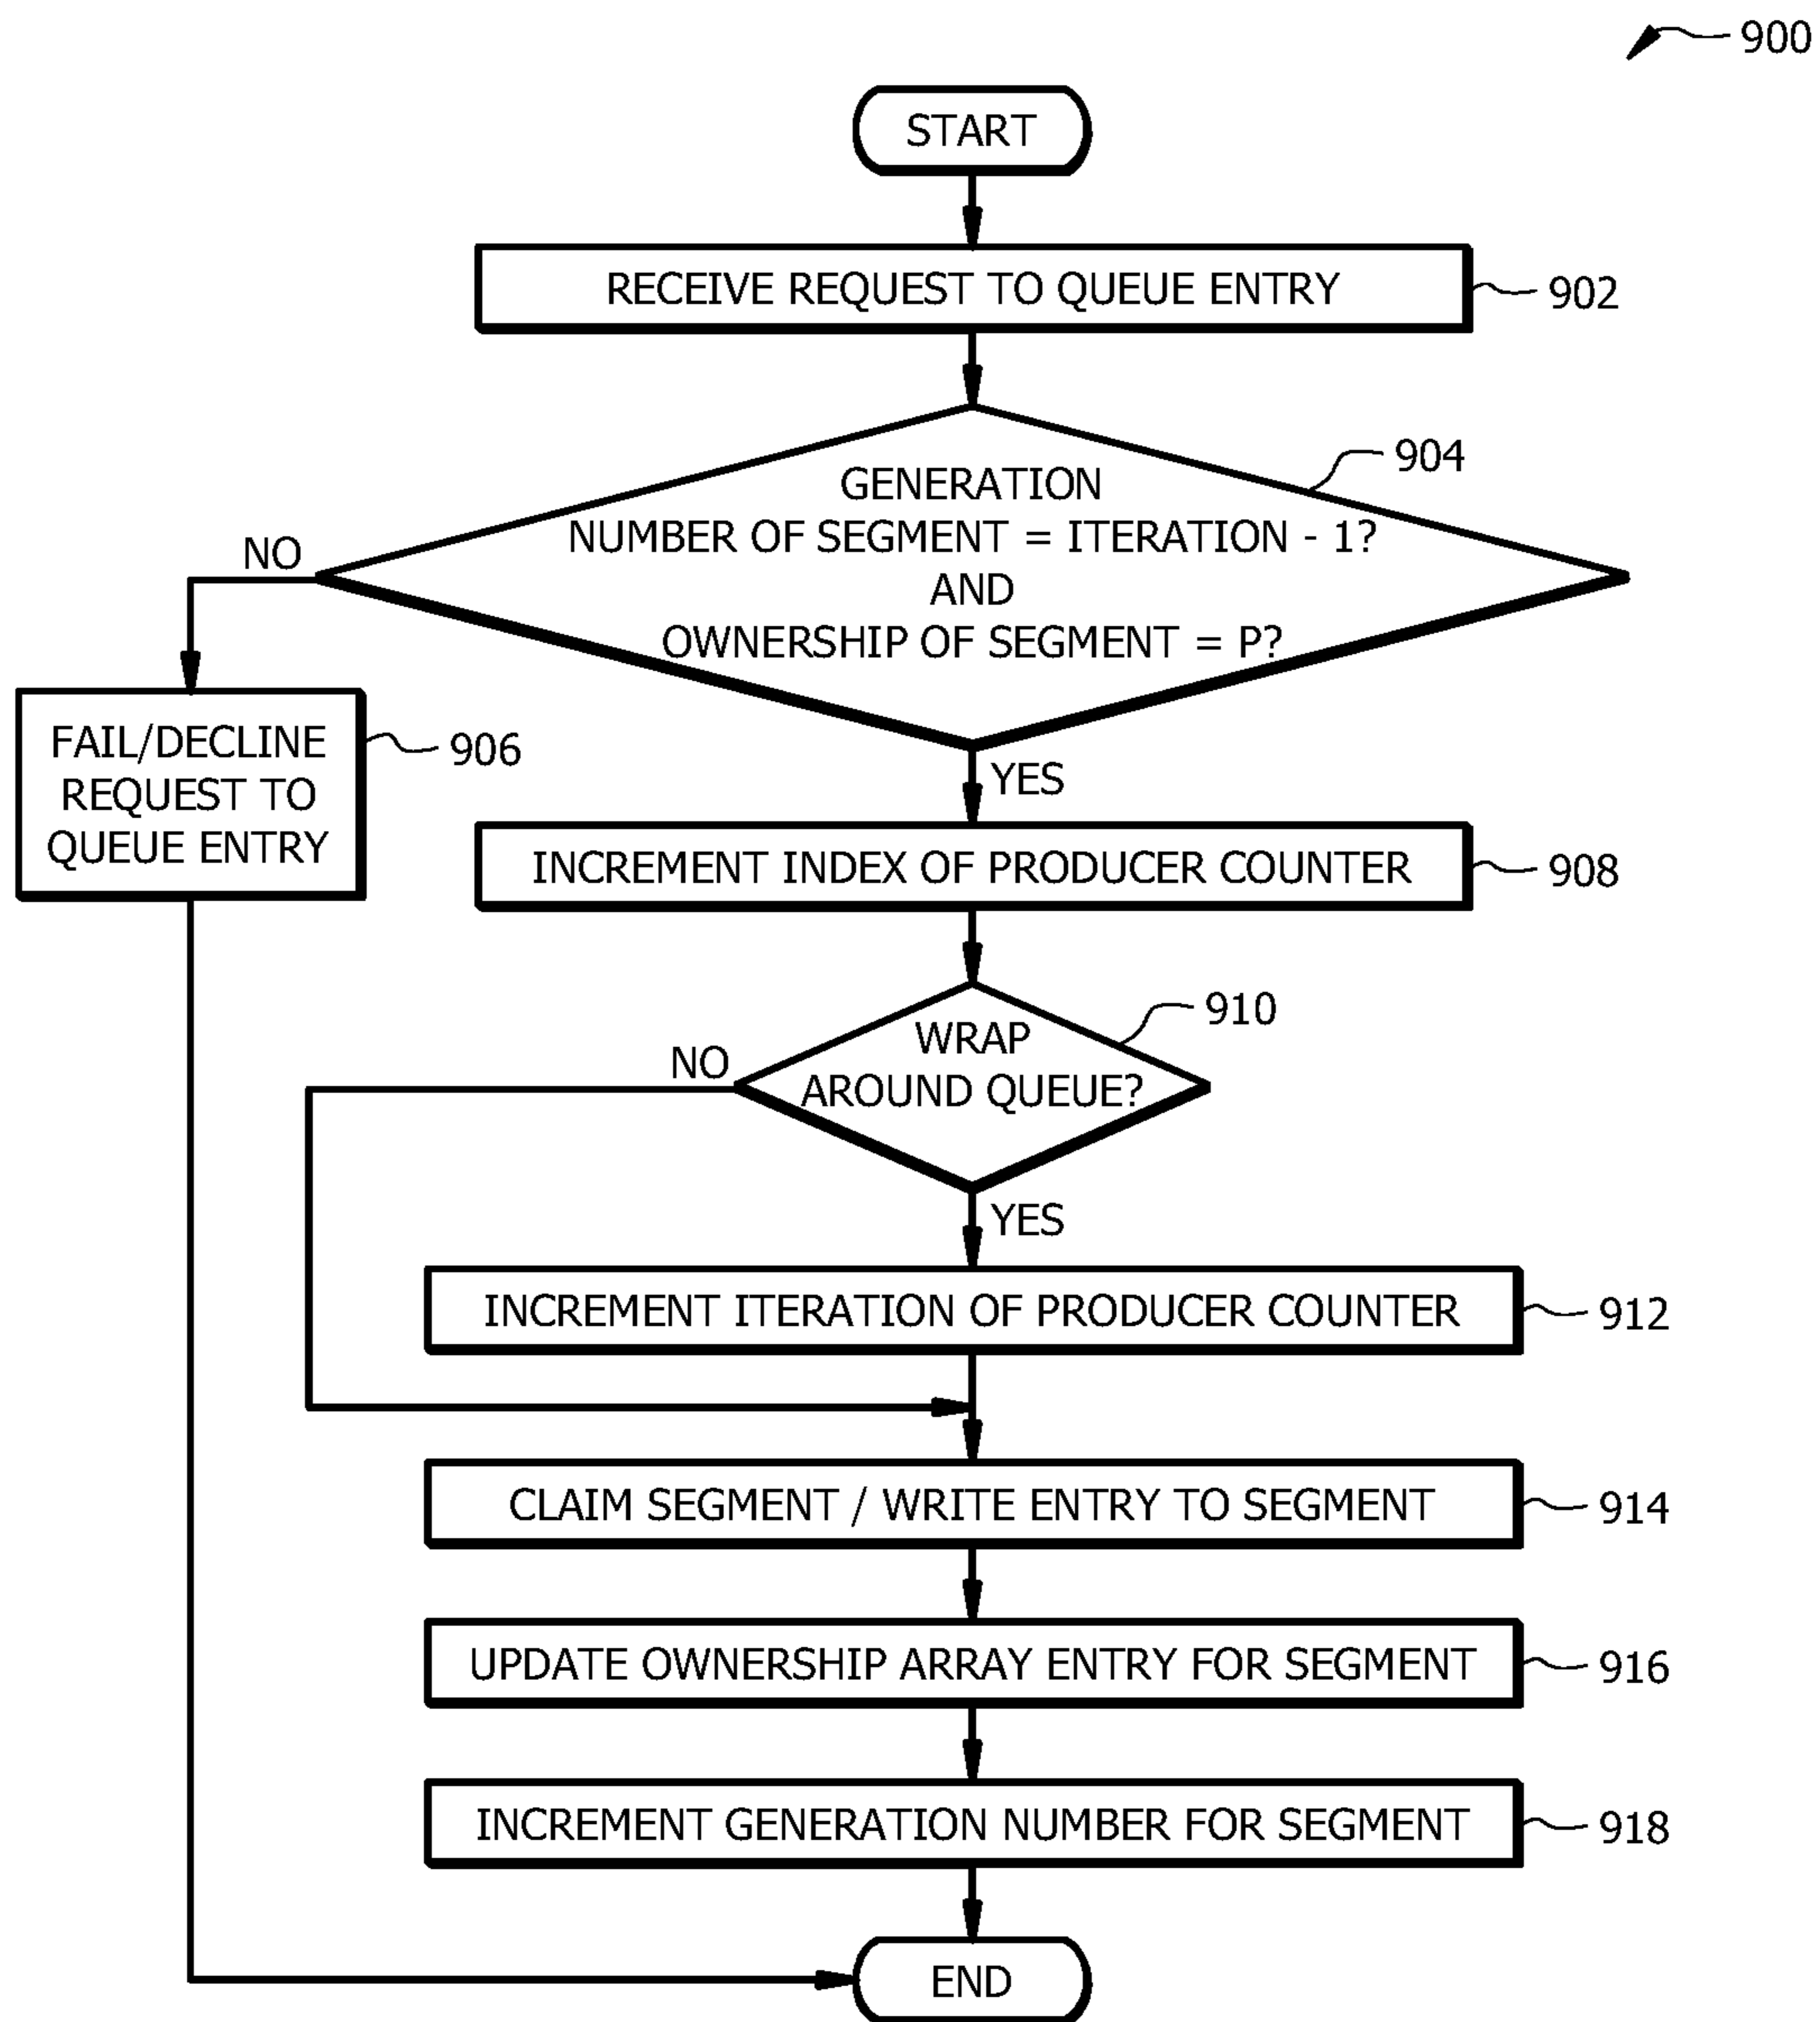 900
START
RECEIVE REQUEST TO QUEUE ENTRY
902
904
GENERATION
NUMBER OF SEGMENT = ITERATION - 1?
AND
OWNERSHIP OF SEGMENT = P?
NO
FAIL/DECLINE
REQUEST TO
QUEUE ENTRY
906
YES
INCREMENT INDEX OF PRODUCER COUNTER
908
910
WRAP
AROUND QUEUE?
NO
YES
INCREMENT ITERATION OF PRODUCER COUNTER
912
CLAIM SEGMENT / WRITE ENTRY TO SEGMENT
914
UPDATE OWNERSHIP ARRAY ENTRY FOR SEGMENT
916
INCREMENT GENERATION NUMBER FOR SEGMENT
918
END